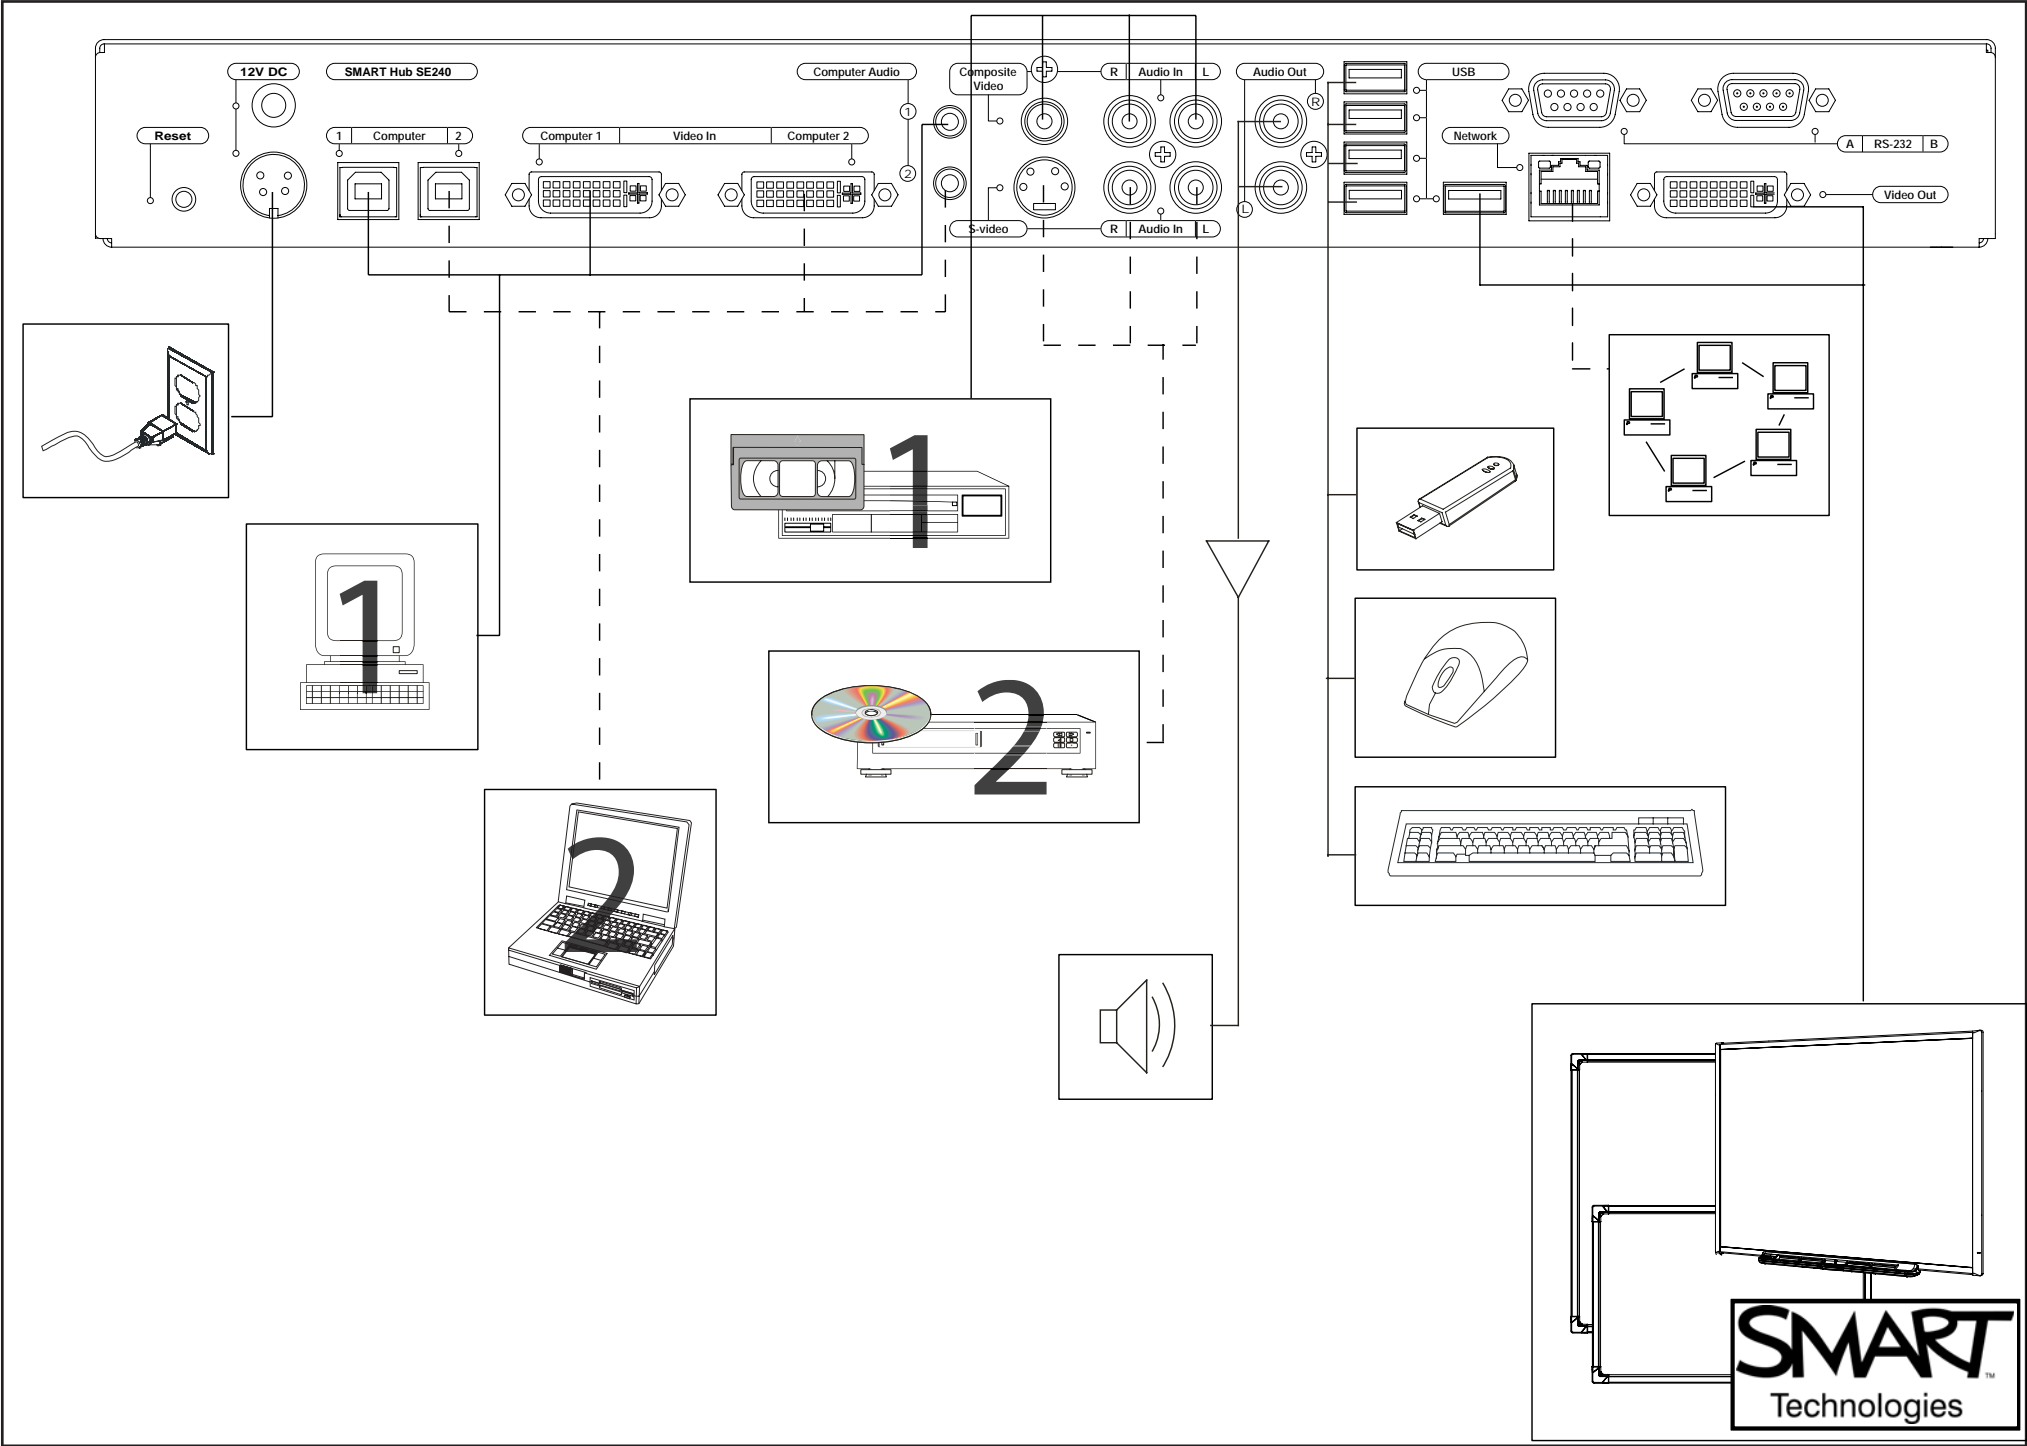 12V DC
SMART Hub SE240
Computer Audio
Composite
Video
R Audio In L
Audio Out
USB
R
1
Reset
1 Computer 2
Computer 1 Video In Computer 2
Network
A RS-232 B
2
Video Out
L
S-video
R Audio In L
1
1
2
2
SMART™
Technologies